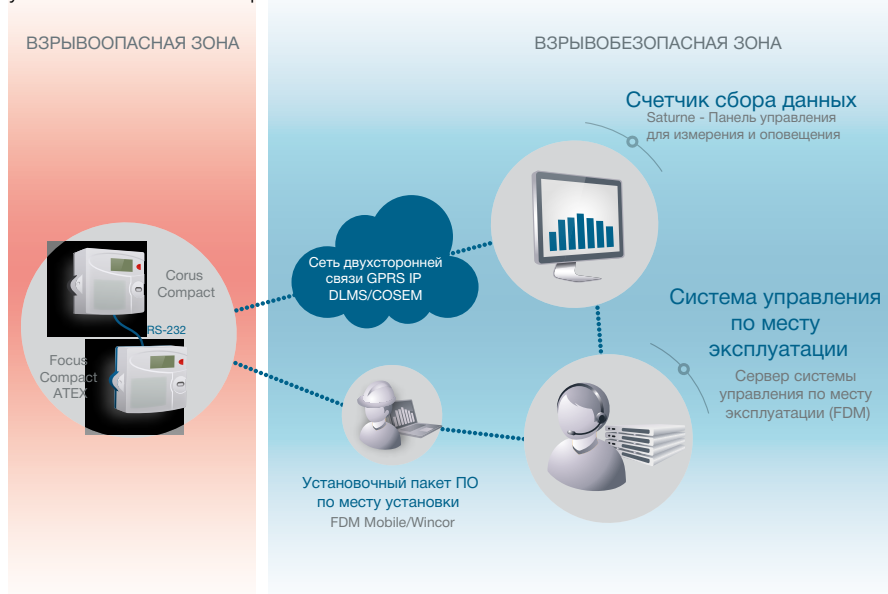 ВЗРЫВООПАСНАЯ ЗОНА
ВЗРЫВОБЕЗОПАСНАЯ ЗОНА
Счетчик сбора данных
Saturne - Панель управления
для измерения и оповещения
Сеть двухсторонней
связи GPRS IP
DLMS/COSEM
Corus
Compact
RS-232
Focus
Compact
ATEX
Система управления
по месту
эксплуатации
Сервер системы
управления по месту
эксплуатации (FDM)
Установочный пакет ПО
по месту установки
FDM Mobile/Wincor